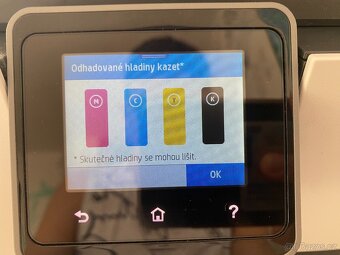 Odhadované hladiny kazet*
M C Y K
* Skutečné hladiny se mohou lišit.
OK
?